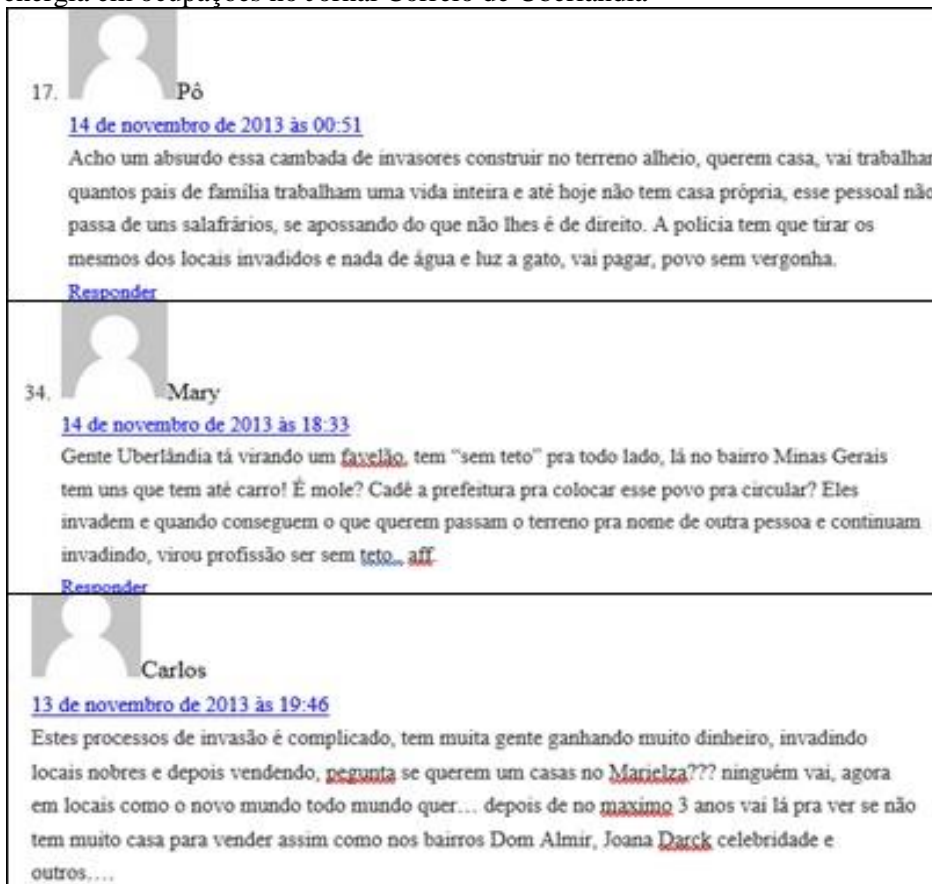 energia em ocupações no Jornal Correio de Uberlândia
17. Pô
14 de novembro de 2013 às 00:51
Acho um absurdo essa cambada de invasores construir no terreno alheio, querem casa, vai trabalhar
quantos pais de família trabalham uma vida inteira e até hoje não tem casa própria, esse pessoal não
passa de uns salafrários, se apossando do que não lhes é de direito. A polícia tem que tirar os
mesmos dos locais invadidos e nada de água e luz a gato, vai pagar, povo sem vergonha.
Responder
34. Mary
14 de novembro de 2013 às 18:33
Gente Uberlândia tá virando um favelão, tem “sem teto” pra todo lado, lá no bairro Minas Gerais
tem uns que tem até carro! É mole? Cadê a prefeitura pra colocar esse povo pra circular? Eles
invadem e quando conseguem o que querem passam o terreno pra nome de outra pessoa e continuam
invadindo, virou profissão ser sem teto.. aff
Responder
Carlos
13 de novembro de 2013 às 19:46
Estes processos de invasão é complicado, tem muita gente ganhando muito dinheiro, invadindo
locais nobres e depois vendendo, pegunta se querem um casas no Marielza??? ninguém vai, agora
em locais como o novo mundo todo mundo quer… depois de no maximo 3 anos vai lá pra ver se não
tem muito casa para vender assim como nos bairros Dom Almir, Joana Darck celebridade e
outros….